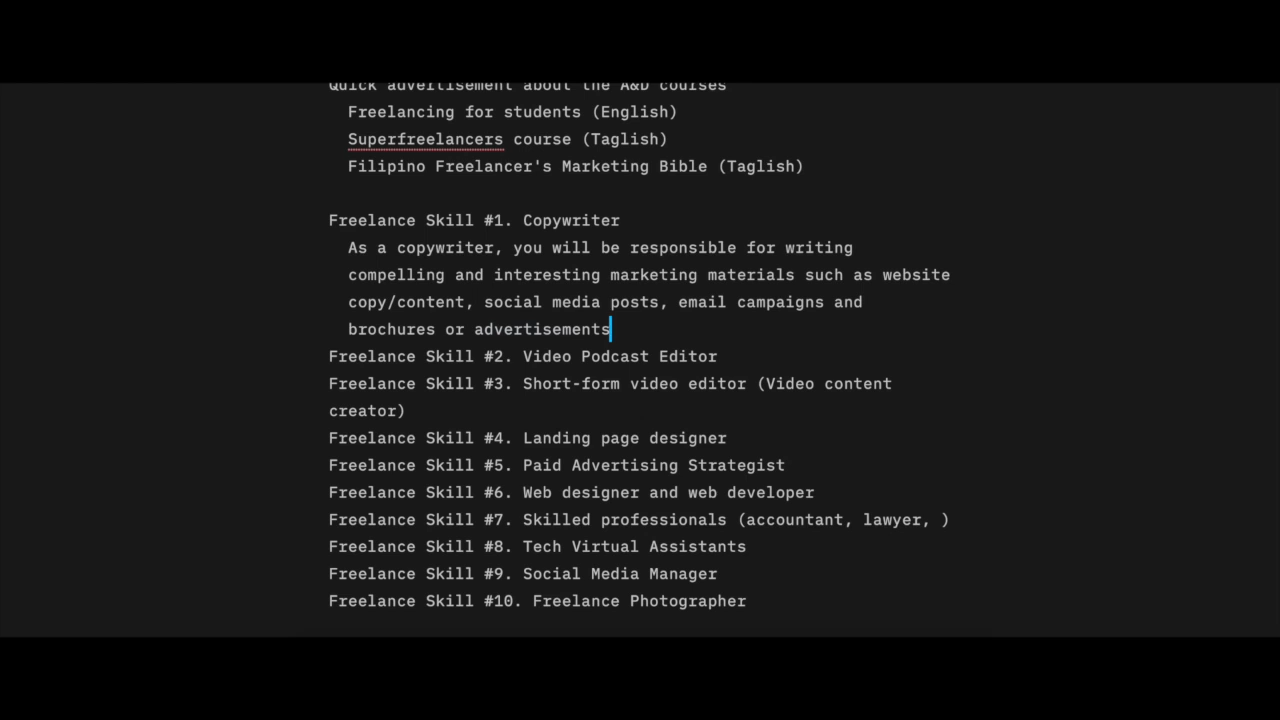 Quick advertisement about the A&D courses
Freelancing for students (English)
Superfreelancers course (Taglish)
Filipino Freelancer's Marketing Bible (Taglish)
Freelance Skill #1. Copywriter
As a copywriter, you will be responsible for writing
compelling and interesting marketing materials such as website
copy/content, social media posts, email campaigns and
brochures or advertisements
Freelance Skill #2. Video Podcast Editor
Freelance Skill #3. Short-form video editor (Video content
creator)
Freelance Skill #4. Landing page designer
Freelance Skill #5. Paid Advertising Strategist
Freelance Skill #6. Web designer and web developer
Freelance Skill #7. Skilled professionals (accountant, lawyer, )
Freelance Skill #8. Tech Virtual Assistants
Freelance Skill #9. Social Media Manager
Freelance Skill #10. Freelance Photographer